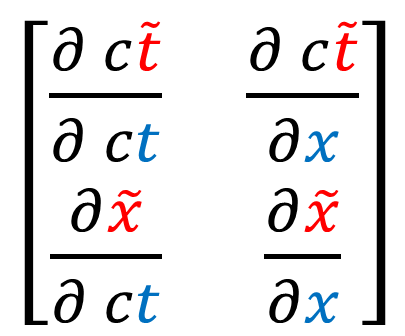 ∂ ct̃ ∂ ct̃
∂ ct ∂x
∂x̃ ∂x̃
∂ ct ∂x